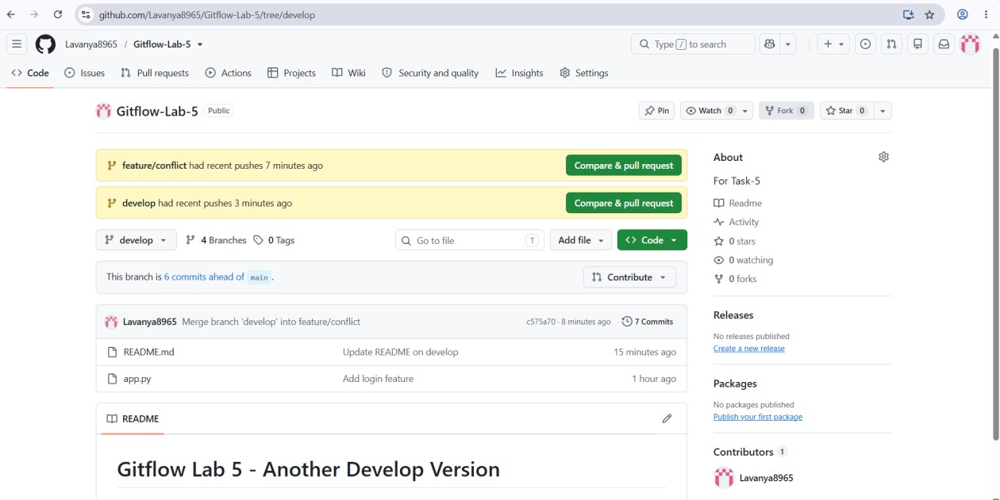 github.com/Lavanya8965/Gitflow-Lab-5/tree/develop
Lavanya8965 / Gitflow-Lab-5
Type / to search
Code Issues Pull requests Actions Projects Wiki Security and quality Insights Settings
Gitflow-Lab-5 Public
Pin Watch 0 Fork 0 Star 0
feature/conflict had recent pushes 7 minutes ago
Compare & pull request
develop had recent pushes 3 minutes ago
Compare & pull request
develop 4 Branches 0 Tags Go to file T Add file Code
This branch is 6 commits ahead of main .
Contribute
Lavanya8965 Merge branch 'develop' into feature/conflict c575a70 · 8 minutes ago 7 Commits
README.md Update README on develop 15 minutes ago
app.py Add login feature 1 hour ago
README
Gitflow Lab 5 - Another Develop Version
About
For Task-5
Readme
Activity
0 stars
0 watching
0 forks
Releases
No releases published
Create a new release
Packages
No packages published
Publish your first package
Contributors 1
Lavanya8965